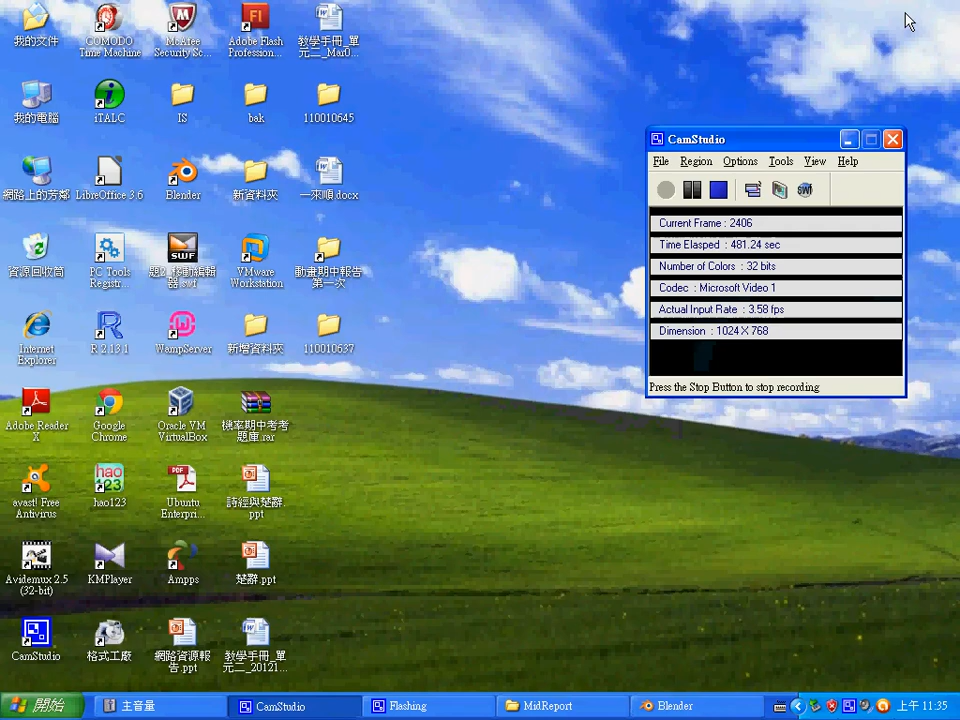 我的文件
COMODO
Time Machine
McAfee
Security Sc...
Adobe Flash
Profession...
教學手冊_單
元二_Mar0...
我的電腦
iTALC
IS
bak
110010645
網路上的芳鄰
LibreOffice 3.6
Blender
新資料夾
一來順.docx
資源回收筒
PC Tools
Registr...
SWF
器.swf
VMware
Workstation
動畫期中報告
第一次
Internet
Explorer
R 2.13.1
WampServer
新增資料夾
110010637
Adobe Reader
X
Google
Chrome
Oracle VM
VirtualBox
機率期中考考
題庫.rar
avast! Free
Antivirus
hao
123
hao123
PDF
Ubuntu
Enterpri...
詩經與楚辭.
ppt
Avidemux 2.5
(32-bit)
KMPlayer
Ampps
楚辭.ppt
CamStudio
格式工廠
網路資源報
告.ppt
教學手冊_單
元二_20121...
CamStudio
File Region Options Tools View Help
SWF
Current Frame : 2406
Time Elasped : 481.24 sec
Number of Colors : 32 bits
Codec : Microsoft Video 1
Actual Input Rate : 3.58 fps
Dimension : 1024 X 768
Press the Stop Button to stop recording
開始
主音量
CamStudio
Flashing
MidReport
Blender
上午 11:35